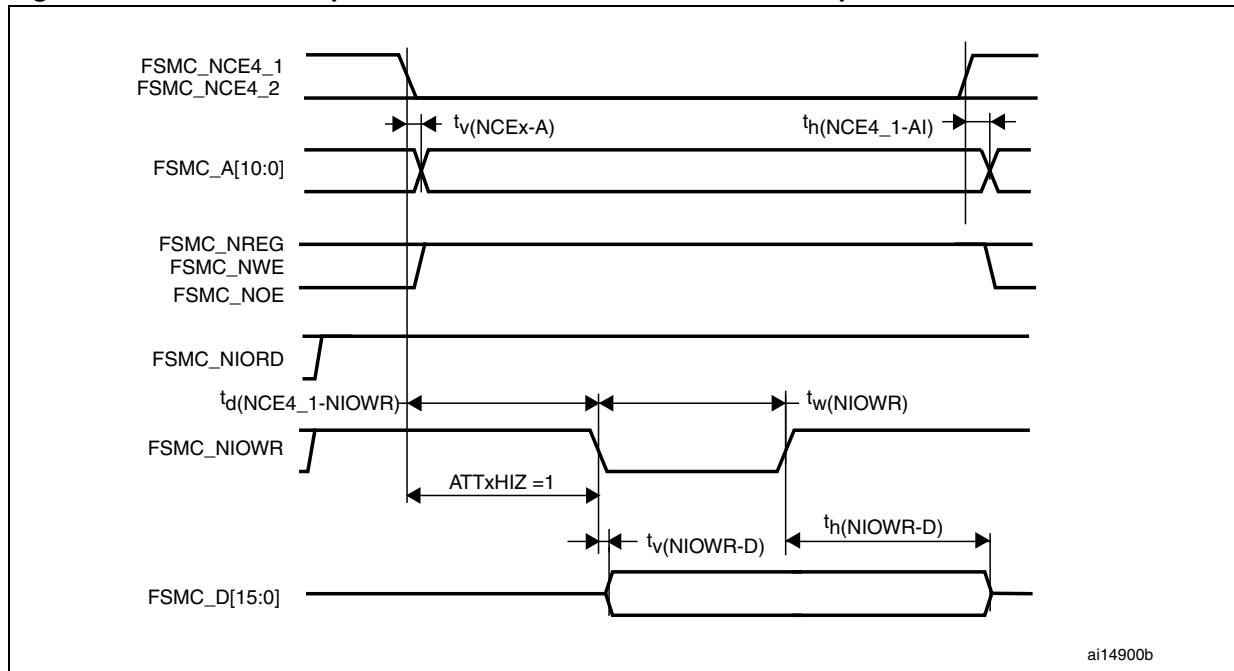 FSMC_NCE4_1
FSMC_NCE4_2
tv(NCEx-A)
th(NCE4_1-AI)
FSMC_A[10:0]
FSMC_NREG
FSMC_NWE
FSMC_NOE
FSMC_NIORD
td(NCE4_1-NIOWR)
tw(NIOWR)
FSMC_NIOWR
ATTxHIZ =1
th(NIOWR-D)
tv(NIOWR-D)
FSMC_D[15:0]
ai14900b